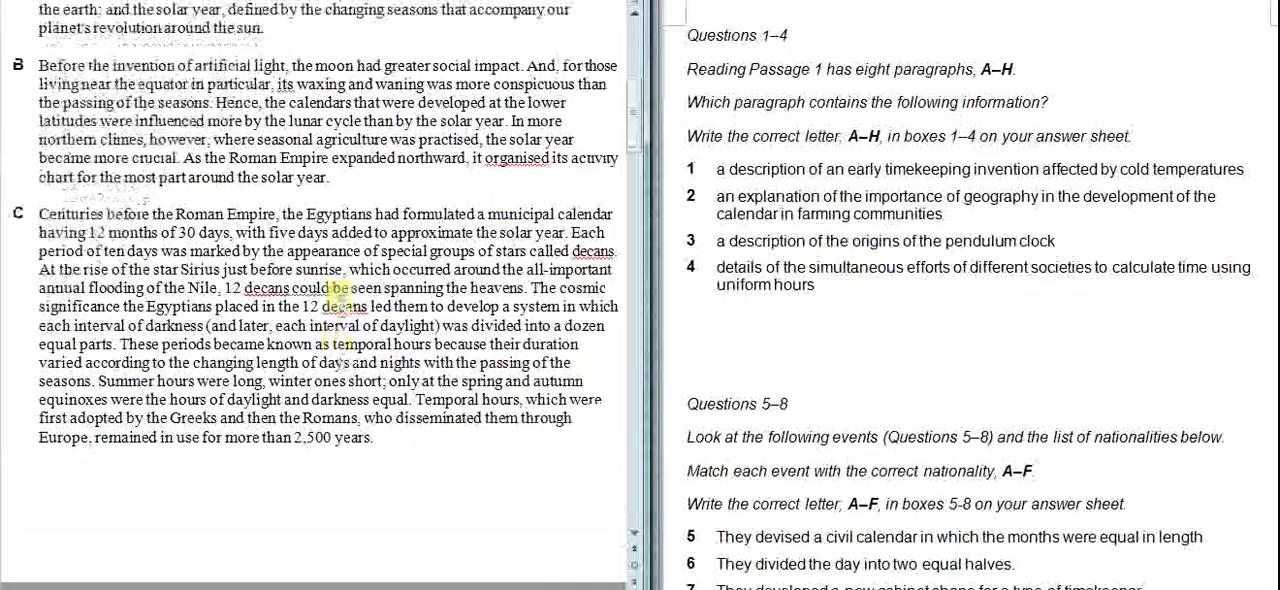 the earth; and the solar year, defined by the changing seasons that accompany our
planet's revolution around the sun.
B Before the invention of artificial light, the moon had greater social impact. And, for those
living near the equator in particular, its waxing and waning was more conspicuous than
the passing of the seasons. Hence, the calendars that were developed at the lower
latitudes were influenced more by the lunar cycle than by the solar year. In more
northern climes, however, where seasonal agriculture was practised, the solar year
became more crucial. As the Roman Empire expanded northward, it organised its activity
chart for the most part around the solar year.
C Centuries before the Roman Empire, the Egyptians had formulated a municipal calendar
having 12 months of 30 days, with five days added to approximate the solar year. Each
period of ten days was marked by the appearance of special groups of stars called decans.
At the rise of the star Sirius just before sunrise, which occurred around the all-important
annual flooding of the Nile, 12 decans could be seen spanning the heavens. The cosmic
significance the Egyptians placed in the 12 decans led them to develop a system in which
each interval of darkness (and later, each interval of daylight) was divided into a dozen
equal parts. These periods became known as temporal hours because their duration
varied according to the changing length of days and nights with the passing of the
seasons. Summer hours were long, winter ones short; only at the spring and autumn
equinoxes were the hours of daylight and darkness equal. Temporal hours, which were
first adopted by the Greeks and then the Romans, who disseminated them through
Europe, remained in use for more than 2,500 years.
Questions 1–4
Reading Passage 1 has eight paragraphs, A–H.
Which paragraph contains the following information?
Write the correct letter, A–H, in boxes 1–4 on your answer sheet.
1 a description of an early timekeeping invention affected by cold temperatures
2 an explanation of the importance of geography in the development of the
calendar in farming communities
3 a description of the origins of the pendulum clock
4 details of the simultaneous efforts of different societies to calculate time using
uniform hours
Questions 5–8
Look at the following events (Questions 5–8) and the list of nationalities below.
Match each event with the correct nationality, A–F.
Write the correct letter, A–F, in boxes 5-8 on your answer sheet.
5 They devised a civil calendar in which the months were equal in length
6 They divided the day into two equal halves.
7 They developed a new cabinet shape for a type of timekeeper